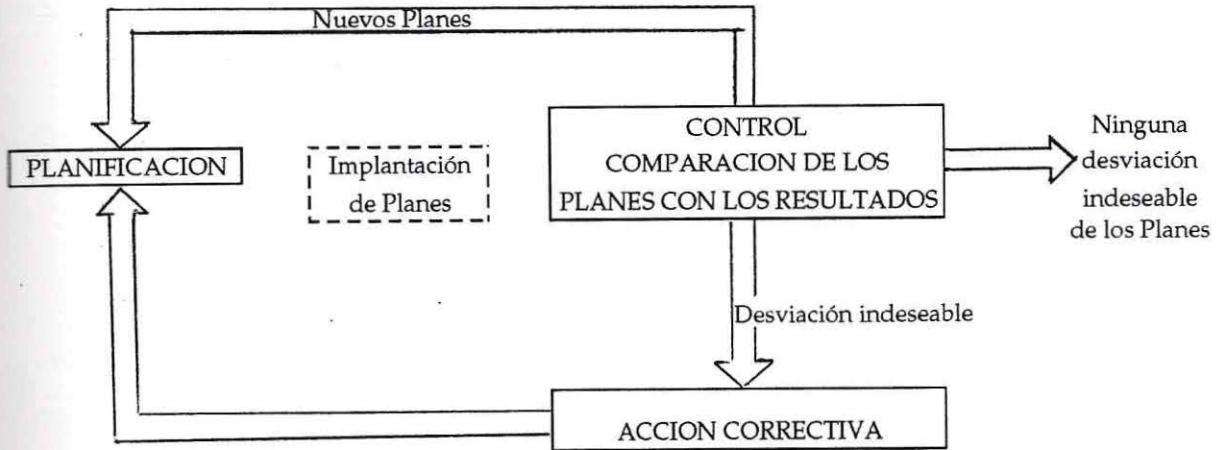 Nuevos Planes
PLANIFICACION
Implantación
de Planes
CONTROL
COMPARACION DE LOS
PLANES CON LOS RESULTADOS
Ninguna
desviación
indeseable
de los Planes
Desviación indeseable
ACCION CORRECTIVA